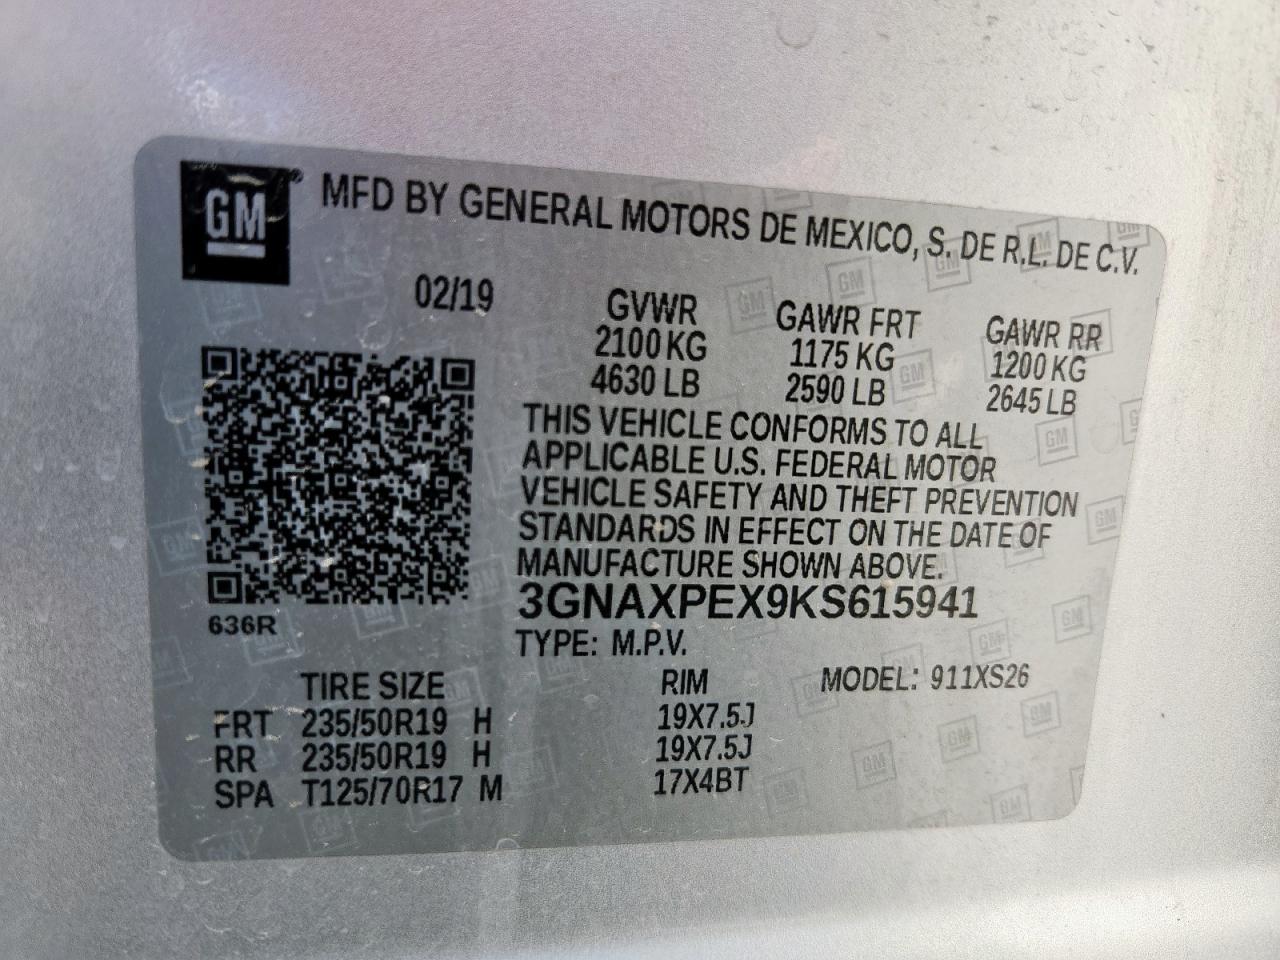 GM® MFD BY GENERAL MOTORS DE MEXICO, S. DE R.L. DE C.V.
02/19
GVWR GAWR FRT GAWR RR
2100 KG 1175 KG 1200 KG
4630 LB 2590 LB 2645 LB
THIS VEHICLE CONFORMS TO ALL
APPLICABLE U.S. FEDERAL MOTOR
VEHICLE SAFETY AND THEFT PREVENTION
STANDARDS IN EFFECT ON THE DATE OF
MANUFACTURE SHOWN ABOVE.
3GNAXPEX9KS615941
636R
TYPE: M.P.V.
TIRE SIZE RIM MODEL: 911XS26
FRT 235/50R19 H 19X7.5J
RR 235/50R19 H 19X7.5J
SPA T125/70R17 M 17X4BT